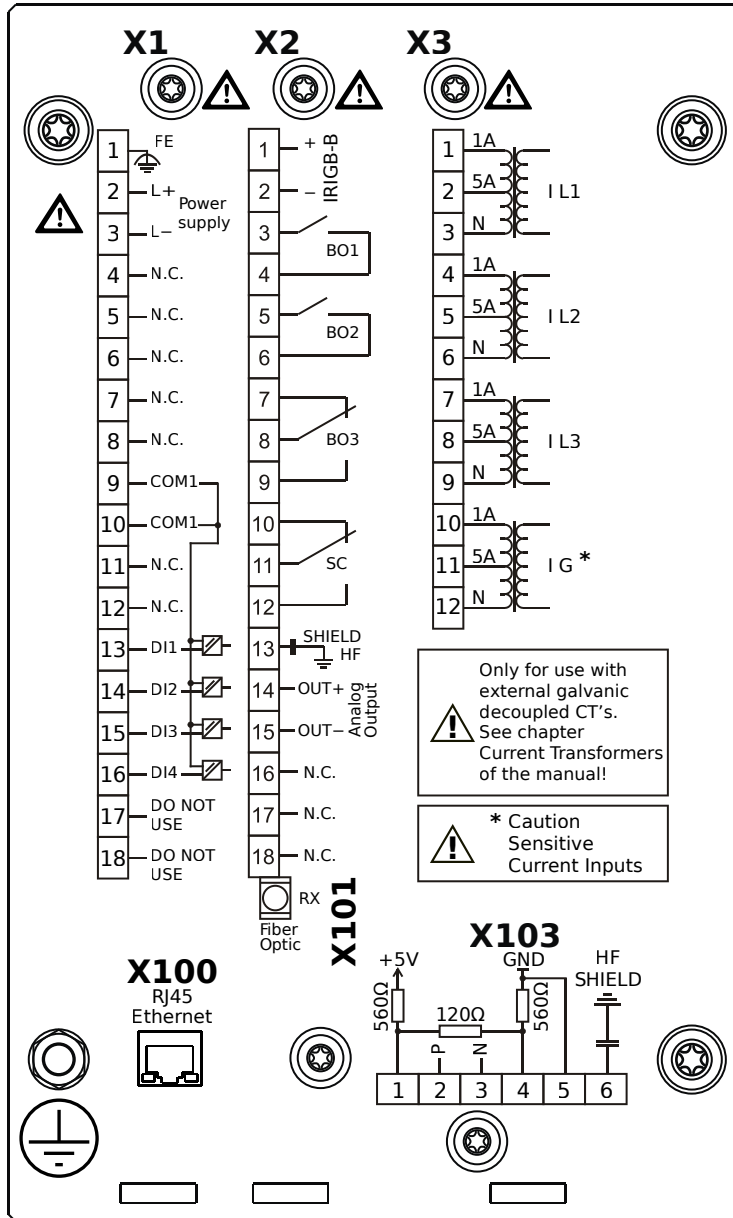 X1
1 FE
2 L+ Power
3 L− supply
4 N.C.
5 N.C.
6 N.C.
7 N.C.
8 N.C.
9 COM1
10 COM1
11 N.C.
12 N.C.
13 DI1
14 DI2
15 DI3
16 DI4
17 DO NOT
USE
18 DO NOT
USE
X2
1 +
2 −
IRIGB-B
3
BO1
4
5
BO2
6
7
8 BO3
9
10
11 SC
12
13 SHIELD
HF
14 OUT+
15 OUT−
Analog
Output
16 N.C.
17 N.C.
18 N.C.
RX
Fiber
Optic
X101
X3
1 1A
2 5A I L1
3 N
4 1A
5 5A I L2
6 N
7 1A
8 5A I L3
9 N
10 1A
11 5A I G *
12 N
Only for use with
external galvanic
decoupled CT's.
See chapter
Current Transformers
of the manual!
* Caution
Sensitive
Current Inputs
X100
RJ45
Ethernet
X103
+5V GND HF
SHIELD
560Ω 120Ω 560Ω
P N
1 2 3 4 5 6